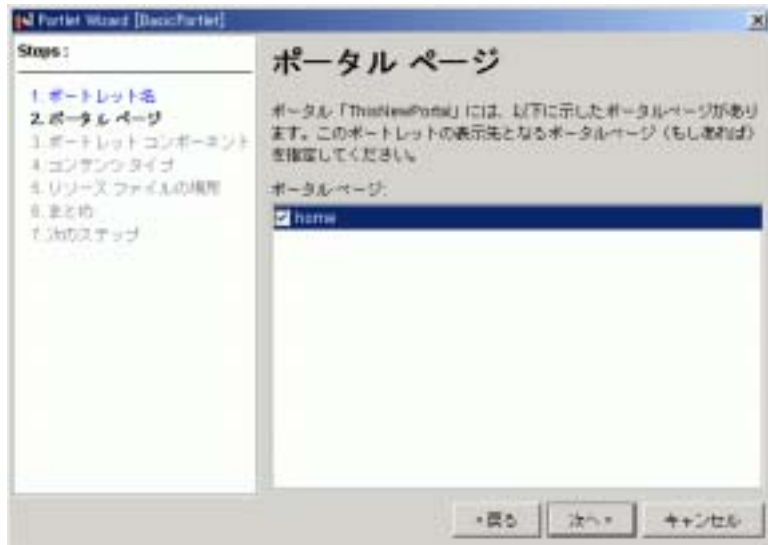 Portlet Wizard [BasicPortlet]
Steps :
1. ポートレット名
2. ポータル ページ
3. ポートレット コンポーネント
4. コンテンツ タイプ
5. リソース ファイルの場所
6. まとめ
7. 次のステップ
ポータル ページ
ポータル「ThisNewPortal」には、以下に示したポータルページがあり
ます。このポートレットの表示先となるポータルページ（もしあれば）
を指定してください。
ポータル ページ:
home
戻る
次へ
キャンセル